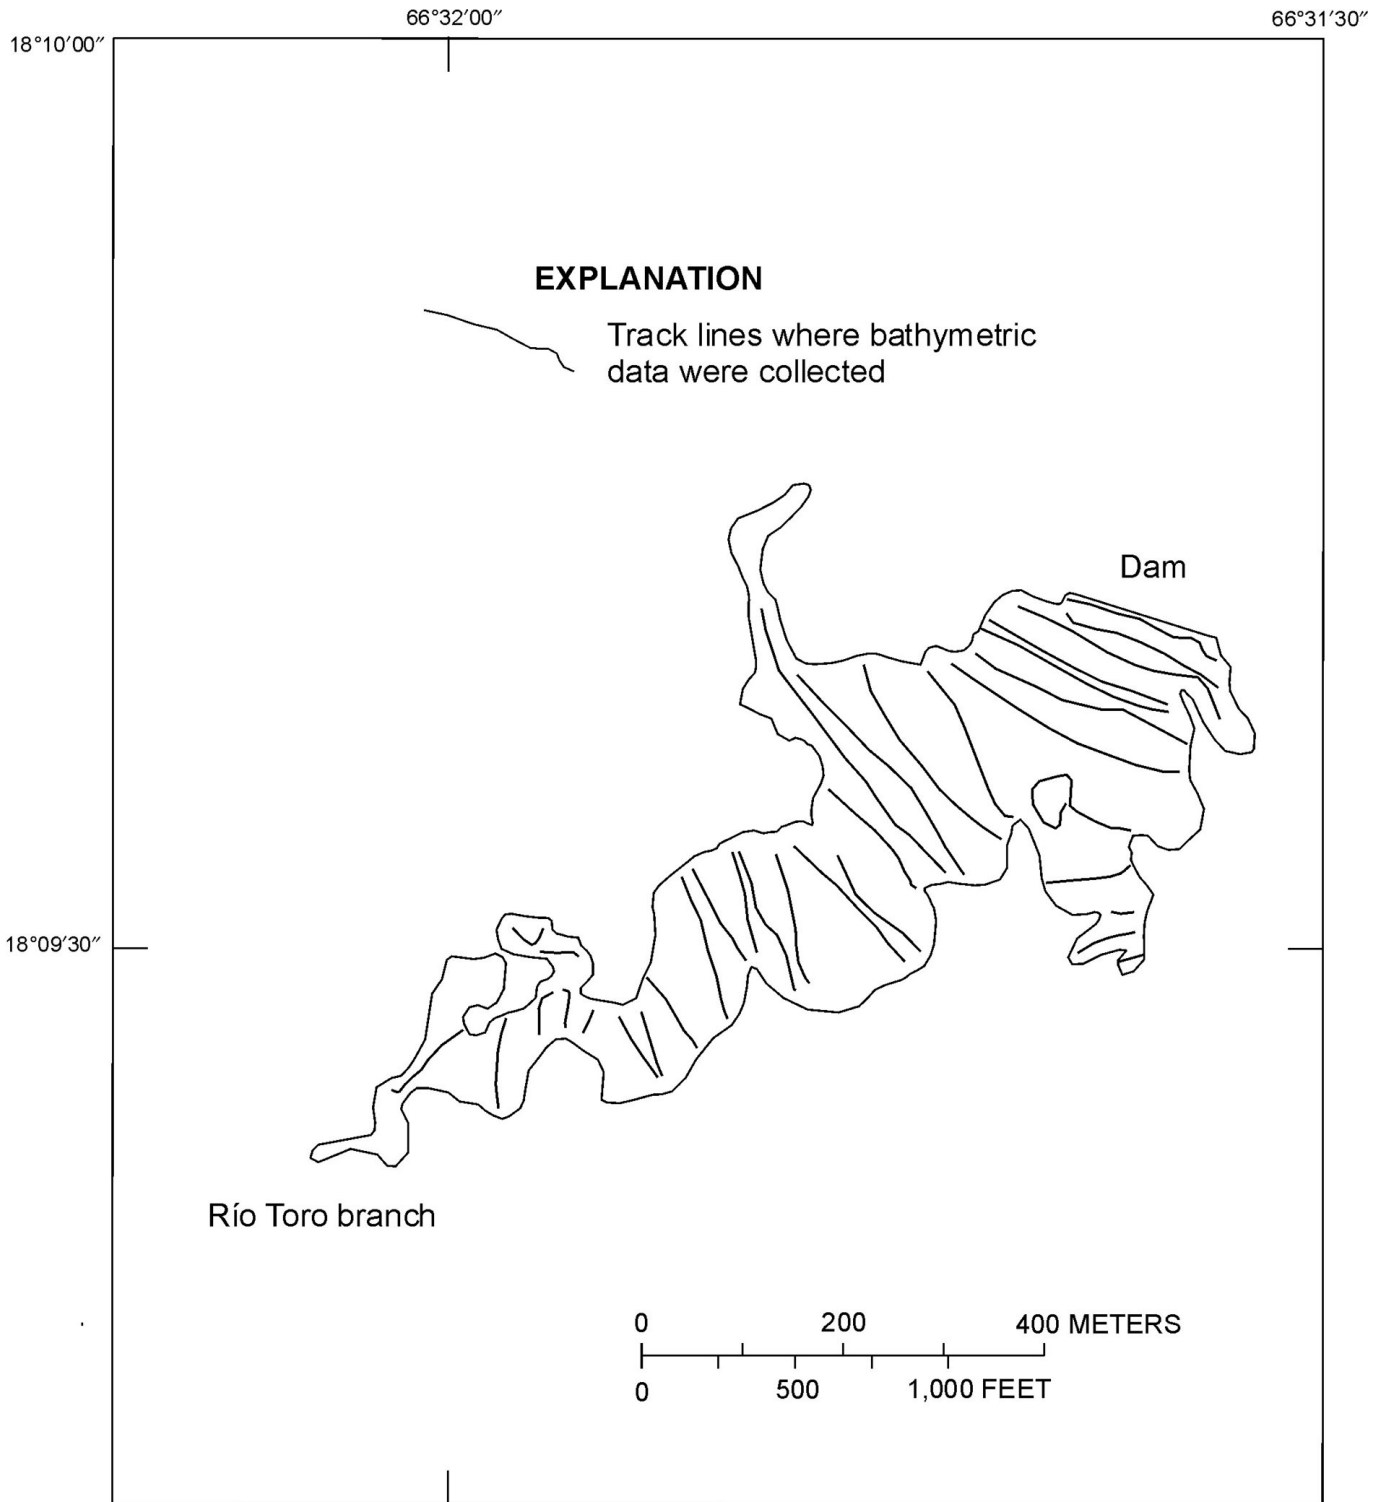 66°32′00″
66°31′30″
18°10′00″
EXPLANATION
Track lines where bathymetric
data were collected
Dam
18°09′30″
Río Toro branch
0 200 400 METERS
0 500 1,000 FEET